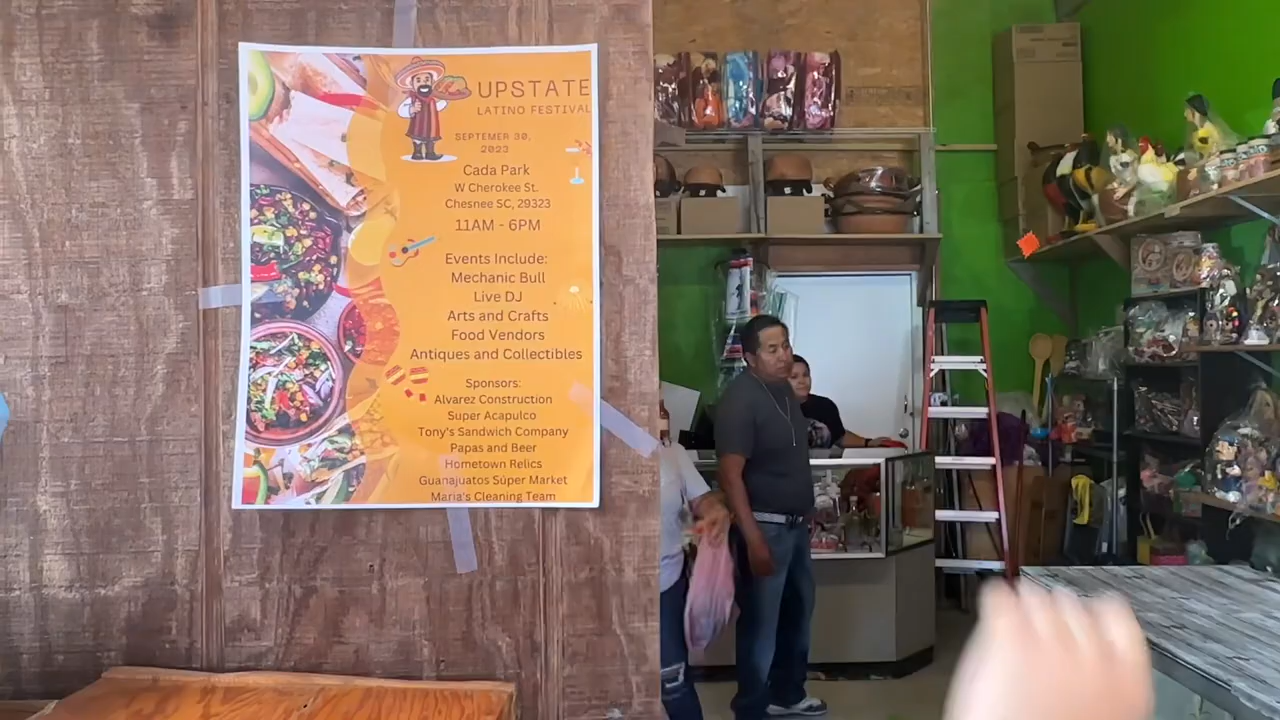 UPSTATE
LATINO FESTIVAL
SEPTEMER 30,
2023
Cada Park
W Cherokee St.
Chesnee SC, 29323
11AM - 6PM
Events Include:
Mechanic Bull
Live DJ
Arts and Crafts
Food Vendors
Antiques and Collectibles
Sponsors:
Alvarez Construction
Super Acapulco
Tony's Sandwich Company
Papas and Beer
Hometown Relics
Guanajuatos Súper Market
Maria's Cleaning Team